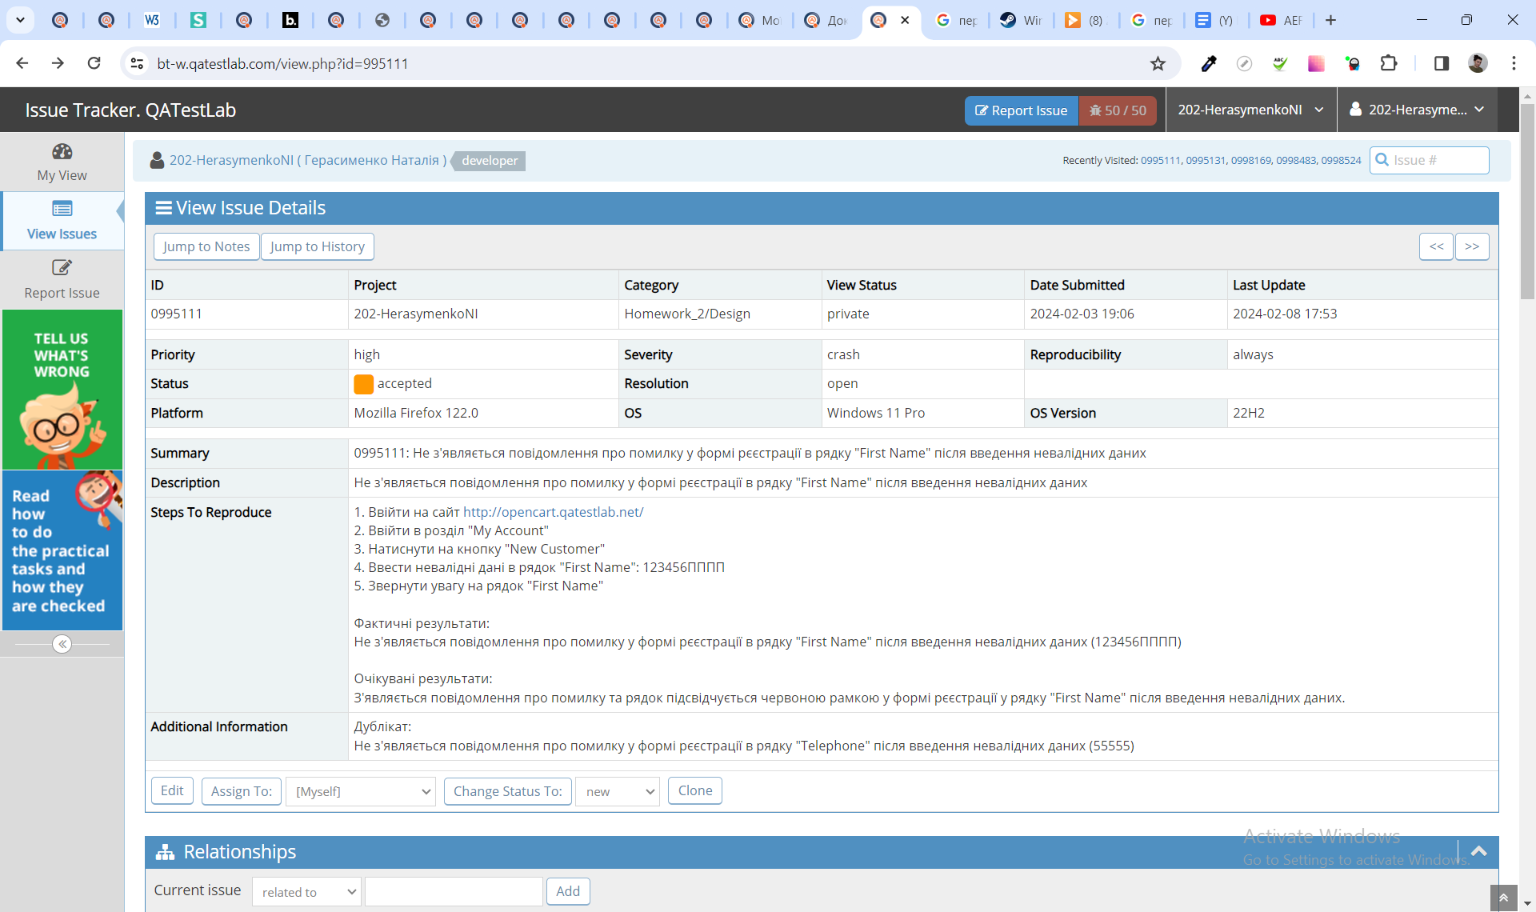 W3
S
b.
Мо
До
nep
Wir
(8)
nep
(Y)
AEF
bt-w.qatestlab.com/view.php?id=995111
ABC
Issue Tracker. QATestLab
Report Issue
50 / 50
202-HerasymenkoNI
202-Herasyme...
My View
View Issues
Report Issue
TELL US
WHAT'S
WRONG
Read
how
to do
the practical
tasks and
how they
are checked
202-HerasymenkoNI ( Герасименко Наталія )
developer
Recently Visited: 0995111, 0995131, 0998169, 0998483, 0998524
Issue #
View Issue Details
Jump to Notes
Jump to History
<<
>>
ID Project Category View Status Date Submitted Last Update
0995111 202-HerasymenkoNI Homework_2/Design private 2024-02-03 19:06 2024-02-08 17:53
Priority high Severity crash Reproducibility always
Status accepted Resolution open
Platform Mozilla Firefox 122.0 OS Windows 11 Pro OS Version 22H2
Summary 0995111: Не з'являється повідомлення про помилку у формі рєєстрації в рядку "First Name" після введення невалідних даних
Description Не з'являється повідомлення про помилку у формі рєєстрації в рядку "First Name" після введення невалідних даних
Steps To Reproduce 1. Ввійти на сайт http://opencart.qatestlab.net/
2. Ввійти в розділ "My Account"
3. Натиснути на кнопку "New Customer"
4. Ввести невалідні дані в рядок "First Name": 123456ПППП
5. Звернути увагу на рядок "First Name"
Фактичні результати:
Не з'являється повідомлення про помилку у формі рєєстрації в рядку "First Name" після введення невалідних даних (123456ПППП)
Очікувані результати:
З'являється повідомлення про помилку та рядок підсвідчується червоною рамкою у формі рєєстрації у рядку "First Name" після введення невалідних даних.
Additional Information Дублікат:
Не з'являється повідомлення про помилку у формі рєєстрації в рядку "Telephone" після введення невалідних даних (55555)
Edit
Assign To:
[Myself]
Change Status To:
new
Clone
Relationships
Activate Windows
Go to Settings to activate Windows.
Current issue
related to
Add